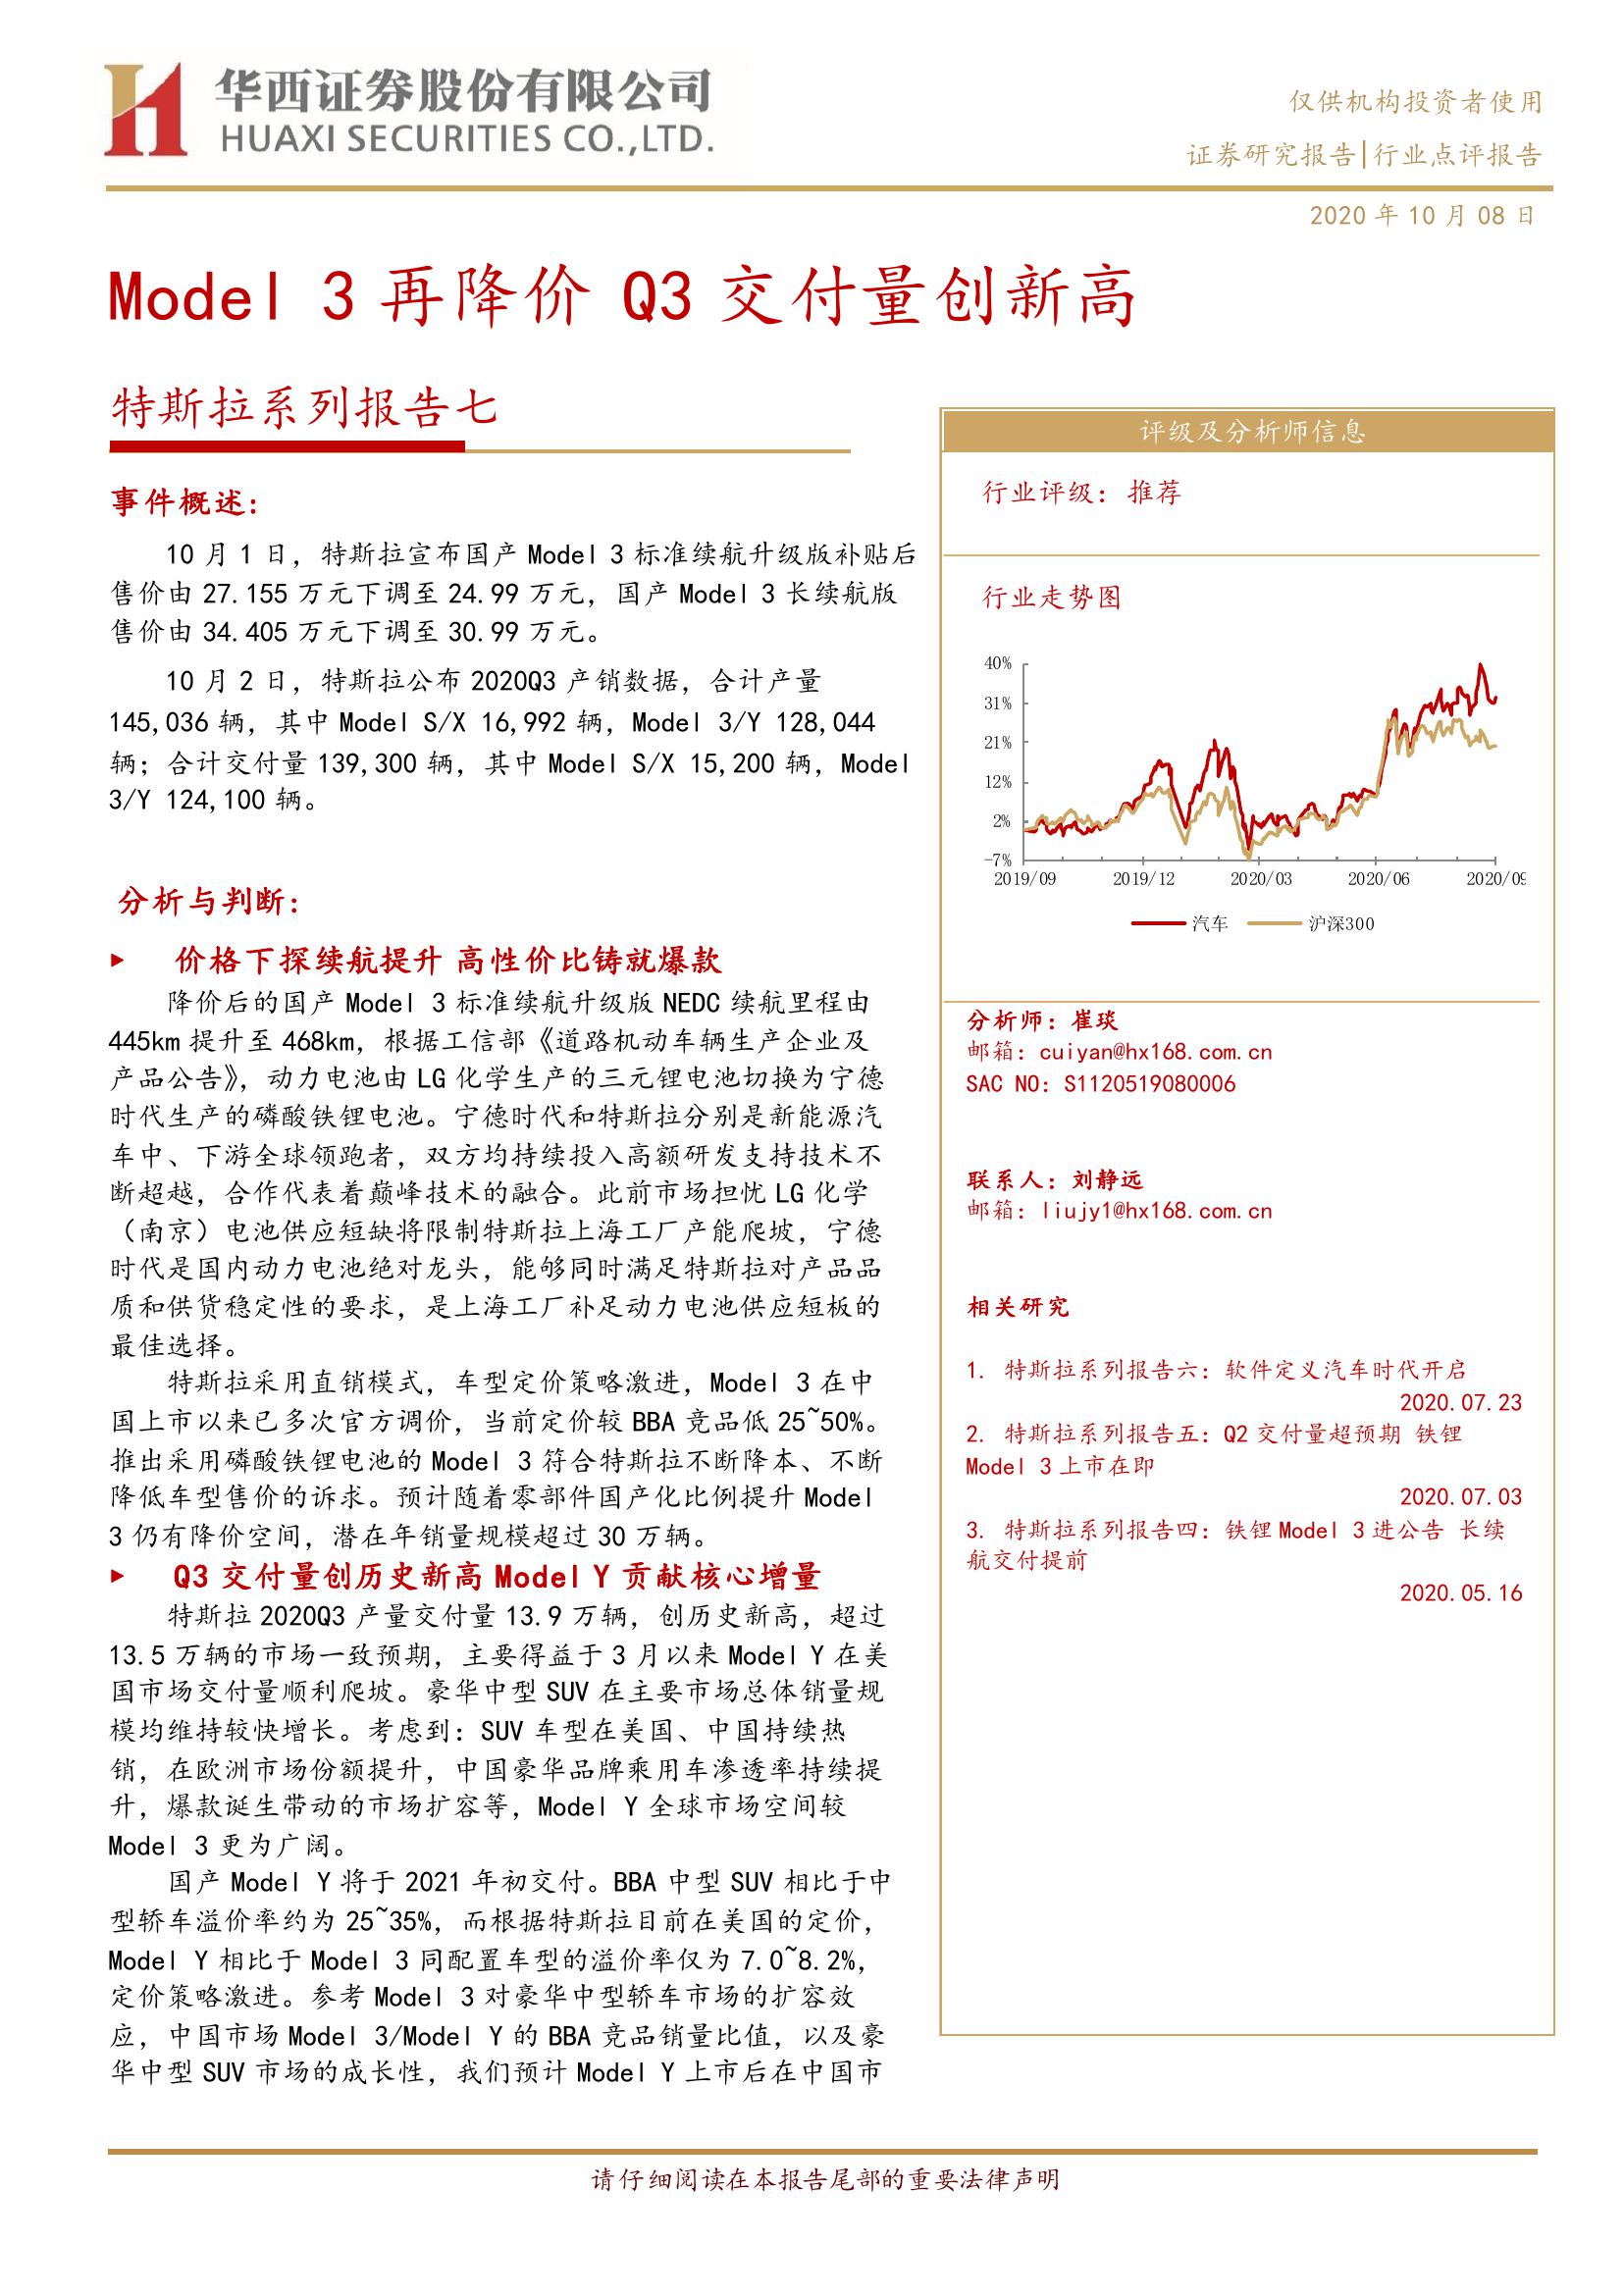 华西证券股份有限公司
HUAXI SECURITIES CO.,LTD.
仅供机构投资者使用
证券研究报告|行业点评报告
2020 年 10 月 08 日
Model 3 再降价 Q3 交付量创新高
特斯拉系列报告七
事件概述：
10 月 1 日，特斯拉宣布国产 Model 3 标准续航升级版补贴后
售价由 27.155 万元下调至 24.99 万元，国产 Model 3 长续航版
售价由 34.405 万元下调至 30.99 万元。
10 月 2 日，特斯拉公布 2020Q3 产销数据，合计产量
145,036 辆，其中 Model S/X 16,992 辆，Model 3/Y 128,044
辆；合计交付量 139,300 辆，其中 Model S/X 15,200 辆，Model
3/Y 124,100 辆。
分析与判断：
▸ 价格下探续航提升 高性价比铸就爆款
降价后的国产 Model 3 标准续航升级版 NEDC 续航里程由
445km 提升至 468km，根据工信部《道路机动车辆生产企业及
产品公告》，动力电池由 LG 化学生产的三元锂电池切换为宁德
时代生产的磷酸铁锂电池。宁德时代和特斯拉分别是新能源汽
车中、下游全球领跑者，双方均持续投入高额研发支持技术不
断超越，合作代表着巅峰技术的融合。此前市场担忧 LG 化学
（南京）电池供应短缺将限制特斯拉上海工厂产能爬坡，宁德
时代是国内动力电池绝对龙头，能够同时满足特斯拉对产品品
质和供货稳定性的要求，是上海工厂补足动力电池供应短板的
最佳选择。
特斯拉采用直销模式，车型定价策略激进，Model 3 在中
国上市以来已多次官方调价，当前定价较 BBA 竞品低 25~50%。
推出采用磷酸铁锂电池的 Model 3 符合特斯拉不断降本、不断
降低车型售价的诉求。预计随着零部件国产化比例提升 Model
3 仍有降价空间，潜在年销量规模超过 30 万辆。
▸ Q3 交付量创历史新高 Model Y 贡献核心增量
特斯拉 2020Q3 产量交付量 13.9 万辆，创历史新高，超过
13.5 万辆的市场一致预期，主要得益于 3 月以来 Model Y 在美
国市场交付量顺利爬坡。豪华中型 SUV 在主要市场总体销量规
模均维持较快增长。考虑到：SUV 车型在美国、中国持续热
销，在欧洲市场份额提升，中国豪华品牌乘用车渗透率持续提
升，爆款诞生带动的市场扩容等，Model Y 全球市场空间较
Model 3 更为广阔。
国产 Model Y 将于 2021 年初交付。BBA 中型 SUV 相比于中
型轿车溢价率约为 25~35%，而根据特斯拉目前在美国的定价，
Model Y 相比于 Model 3 同配置车型的溢价率仅为 7.0~8.2%，
定价策略激进。参考 Model 3 对豪华中型轿车市场的扩容效
应，中国市场 Model 3/Model Y 的 BBA 竞品销量比值，以及豪
华中型 SUV 市场的成长性，我们预计 Model Y 上市后在中国市
评级及分析师信息
行业评级：推荐
行业走势图
40%
31%
21%
12%
2%
-7%
2019/09 2019/12 2020/03 2020/06 2020/09
汽车 沪深300
分析师：崔琰
邮箱：cuiyan@hx168.com.cn
SAC NO：S1120519080006
联系人：刘静远
邮箱：liujy1@hx168.com.cn
相关研究
1. 特斯拉系列报告六：软件定义汽车时代开启
2020.07.23
2. 特斯拉系列报告五：Q2 交付量超预期 铁锂
Model 3 上市在即
2020.07.03
3. 特斯拉系列报告四：铁锂 Model 3 进公告 长续
航交付提前
2020.05.16
请仔细阅读在本报告尾部的重要法律声明